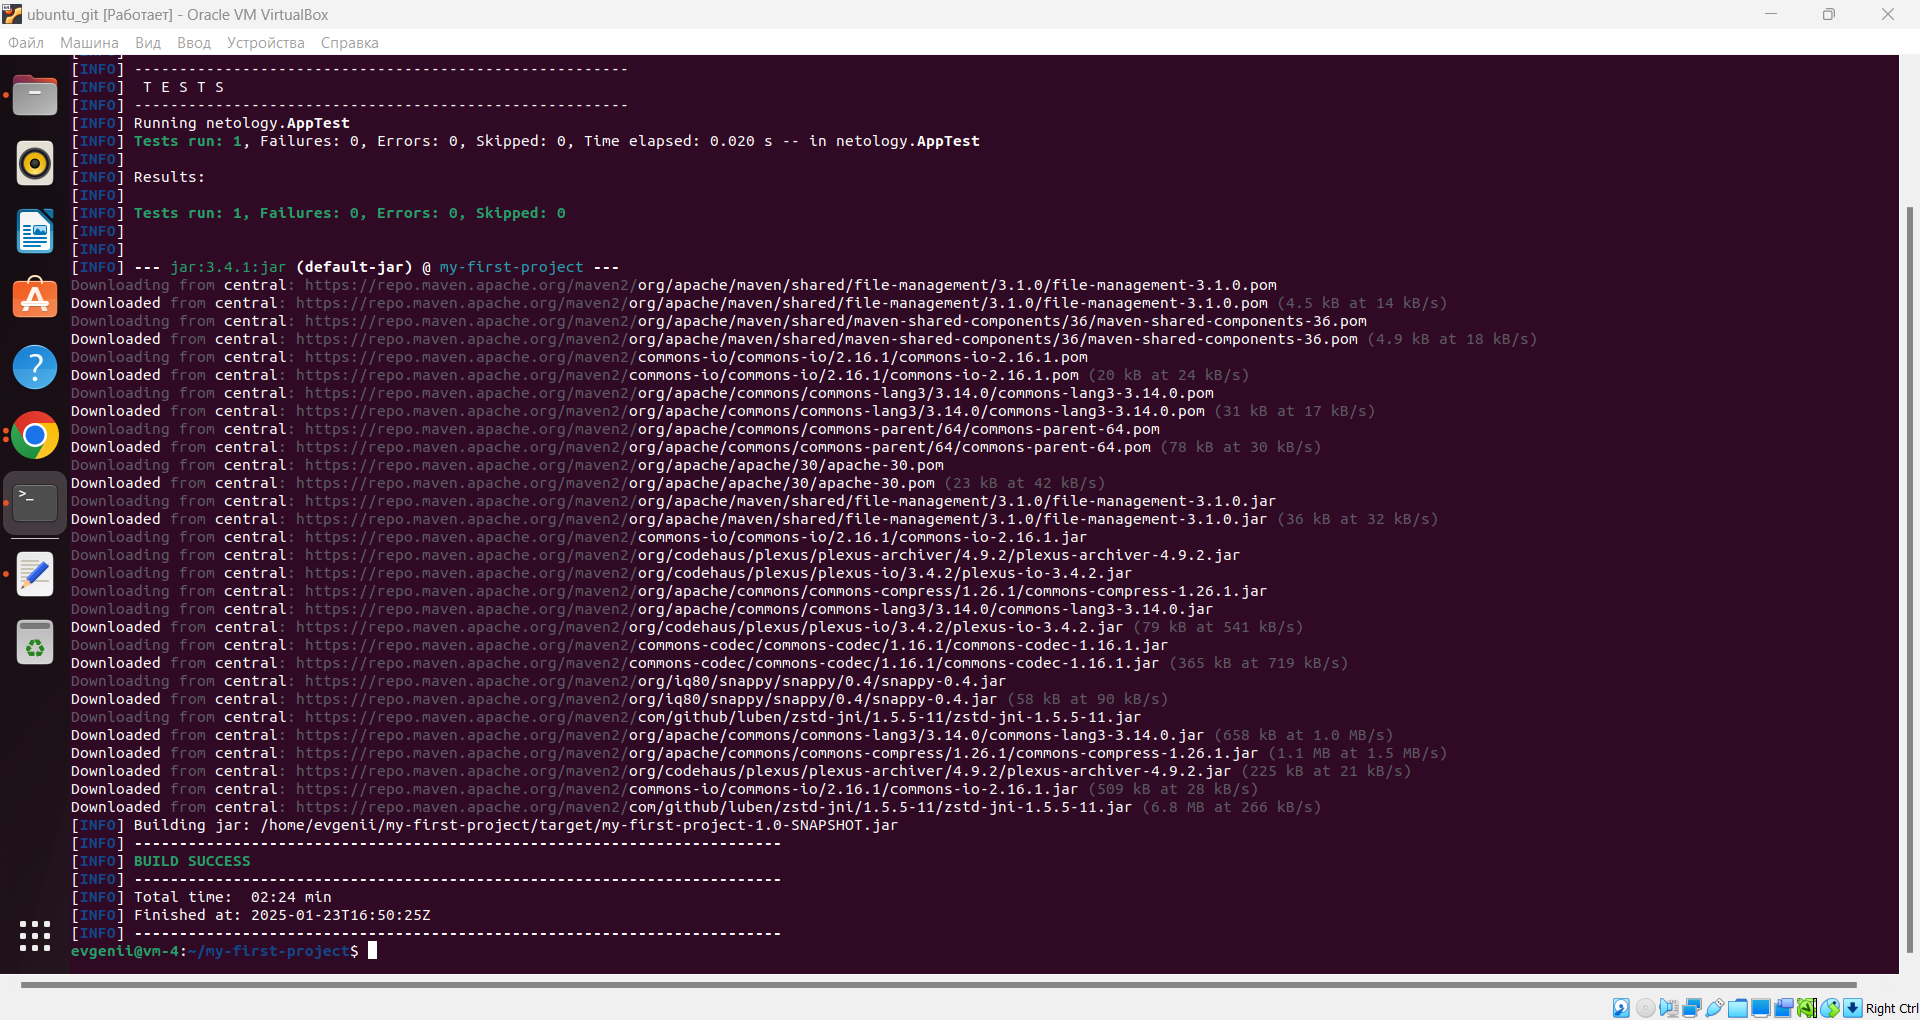 ubuntu_git [Работает] - Oracle VM VirtualBox
Файл Машина Вид Ввод Устройства Справка
[INFO] -------------------------------------------------------
[INFO]  T E S T S
[INFO] -------------------------------------------------------
[INFO] Running netology.AppTest
[INFO] Tests run: 1, Failures: 0, Errors: 0, Skipped: 0, Time elapsed: 0.020 s -- in netology.AppTest
[INFO]
[INFO] Results:
[INFO]
[INFO] Tests run: 1, Failures: 0, Errors: 0, Skipped: 0
[INFO]
[INFO]
[INFO] --- jar:3.4.1:jar (default-jar) @ my-first-project ---
Downloading from central: https://repo.maven.apache.org/maven2/org/apache/maven/shared/file-management/3.1.0/file-management-3.1.0.pom
Downloaded from central: https://repo.maven.apache.org/maven2/org/apache/maven/shared/file-management/3.1.0/file-management-3.1.0.pom (4.5 kB at 14 kB/s)
Downloading from central: https://repo.maven.apache.org/maven2/org/apache/maven/shared/maven-shared-components/36/maven-shared-components-36.pom
Downloaded from central: https://repo.maven.apache.org/maven2/org/apache/maven/shared/maven-shared-components/36/maven-shared-components-36.pom (4.9 kB at 18 kB/s)
Downloading from central: https://repo.maven.apache.org/maven2/commons-io/commons-io/2.16.1/commons-io-2.16.1.pom
Downloaded from central: https://repo.maven.apache.org/maven2/commons-io/commons-io/2.16.1/commons-io-2.16.1.pom (20 kB at 24 kB/s)
Downloading from central: https://repo.maven.apache.org/maven2/org/apache/commons/commons-lang3/3.14.0/commons-lang3-3.14.0.pom
Downloaded from central: https://repo.maven.apache.org/maven2/org/apache/commons/commons-lang3/3.14.0/commons-lang3-3.14.0.pom (31 kB at 17 kB/s)
Downloading from central: https://repo.maven.apache.org/maven2/org/apache/commons/commons-parent/64/commons-parent-64.pom
Downloaded from central: https://repo.maven.apache.org/maven2/org/apache/commons/commons-parent/64/commons-parent-64.pom (78 kB at 30 kB/s)
Downloading from central: https://repo.maven.apache.org/maven2/org/apache/apache/30/apache-30.pom
Downloaded from central: https://repo.maven.apache.org/maven2/org/apache/apache/30/apache-30.pom (23 kB at 42 kB/s)
Downloading from central: https://repo.maven.apache.org/maven2/org/apache/maven/shared/file-management/3.1.0/file-management-3.1.0.jar
Downloaded from central: https://repo.maven.apache.org/maven2/org/apache/maven/shared/file-management/3.1.0/file-management-3.1.0.jar (36 kB at 32 kB/s)
Downloading from central: https://repo.maven.apache.org/maven2/commons-io/commons-io/2.16.1/commons-io-2.16.1.jar
Downloading from central: https://repo.maven.apache.org/maven2/org/codehaus/plexus/plexus-archiver/4.9.2/plexus-archiver-4.9.2.jar
Downloading from central: https://repo.maven.apache.org/maven2/org/codehaus/plexus/plexus-io/3.4.2/plexus-io-3.4.2.jar
Downloading from central: https://repo.maven.apache.org/maven2/org/apache/commons/commons-compress/1.26.1/commons-compress-1.26.1.jar
Downloading from central: https://repo.maven.apache.org/maven2/org/apache/commons/commons-lang3/3.14.0/commons-lang3-3.14.0.jar
Downloaded from central: https://repo.maven.apache.org/maven2/org/codehaus/plexus/plexus-io/3.4.2/plexus-io-3.4.2.jar (79 kB at 541 kB/s)
Downloading from central: https://repo.maven.apache.org/maven2/commons-codec/commons-codec/1.16.1/commons-codec-1.16.1.jar
Downloaded from central: https://repo.maven.apache.org/maven2/commons-codec/commons-codec/1.16.1/commons-codec-1.16.1.jar (365 kB at 719 kB/s)
Downloading from central: https://repo.maven.apache.org/maven2/org/iq80/snappy/snappy/0.4/snappy-0.4.jar
Downloaded from central: https://repo.maven.apache.org/maven2/org/iq80/snappy/snappy/0.4/snappy-0.4.jar (58 kB at 90 kB/s)
Downloading from central: https://repo.maven.apache.org/maven2/com/github/luben/zstd-jni/1.5.5-11/zstd-jni-1.5.5-11.jar
Downloaded from central: https://repo.maven.apache.org/maven2/org/apache/commons/commons-lang3/3.14.0/commons-lang3-3.14.0.jar (658 kB at 1.0 MB/s)
Downloaded from central: https://repo.maven.apache.org/maven2/org/apache/commons/commons-compress/1.26.1/commons-compress-1.26.1.jar (1.1 MB at 1.5 MB/s)
Downloaded from central: https://repo.maven.apache.org/maven2/org/codehaus/plexus/plexus-archiver/4.9.2/plexus-archiver-4.9.2.jar (225 kB at 21 kB/s)
Downloaded from central: https://repo.maven.apache.org/maven2/commons-io/commons-io/2.16.1/commons-io-2.16.1.jar (509 kB at 28 kB/s)
Downloaded from central: https://repo.maven.apache.org/maven2/com/github/luben/zstd-jni/1.5.5-11/zstd-jni-1.5.5-11.jar (6.8 MB at 266 kB/s)
[INFO] Building jar: /home/evgenii/my-first-project/target/my-first-project-1.0-SNAPSHOT.jar
[INFO] ------------------------------------------------------------------------
[INFO] BUILD SUCCESS
[INFO] ------------------------------------------------------------------------
[INFO] Total time:  02:24 min
[INFO] Finished at: 2025-01-23T16:50:25Z
[INFO] ------------------------------------------------------------------------
evgenii@vm-4:~/my-first-project$
Right Ctrl